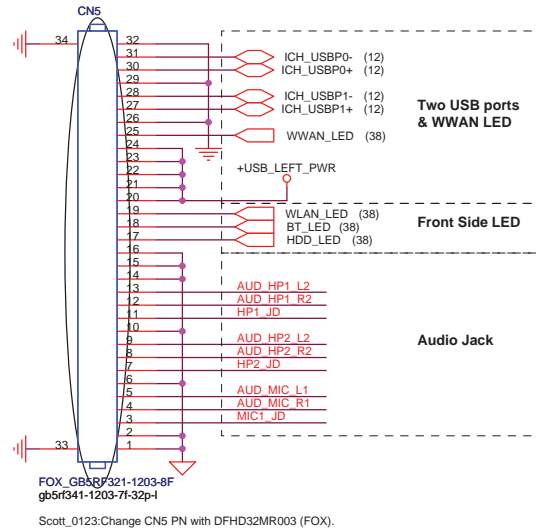 CN5
34
32
31 ICH_USBP0- (12)
30 ICH_USBP0+ (12)
29
28 ICH_USBP1- (12)
27 ICH_USBP1+ (12)
26
25 WWAN_LED (38)
Two USB ports
& WWAN LED
24
23 +USB_LEFT_PWR
22
21
20
19 WLAN_LED (38)
18 BT_LED (38)
17 HDD_LED (38)
Front Side LED
16
15
14
13 AUD_HP1_L2
12 AUD_HP1_R2
11 HP1_JD
10
9 AUD_HP2_L2
8 AUD_HP2_R2
7 HP2_JD
Audio Jack
6
5 AUD_MIC_L1
4 AUD_MIC_R1
3 MIC1_JD
2
33 1
FOX_GB5RF321-1203-8F
gb5rf341-1203-7f-32p-l
Scott_0123:Change CN5 PN with DFHD32MR003 (FOX).